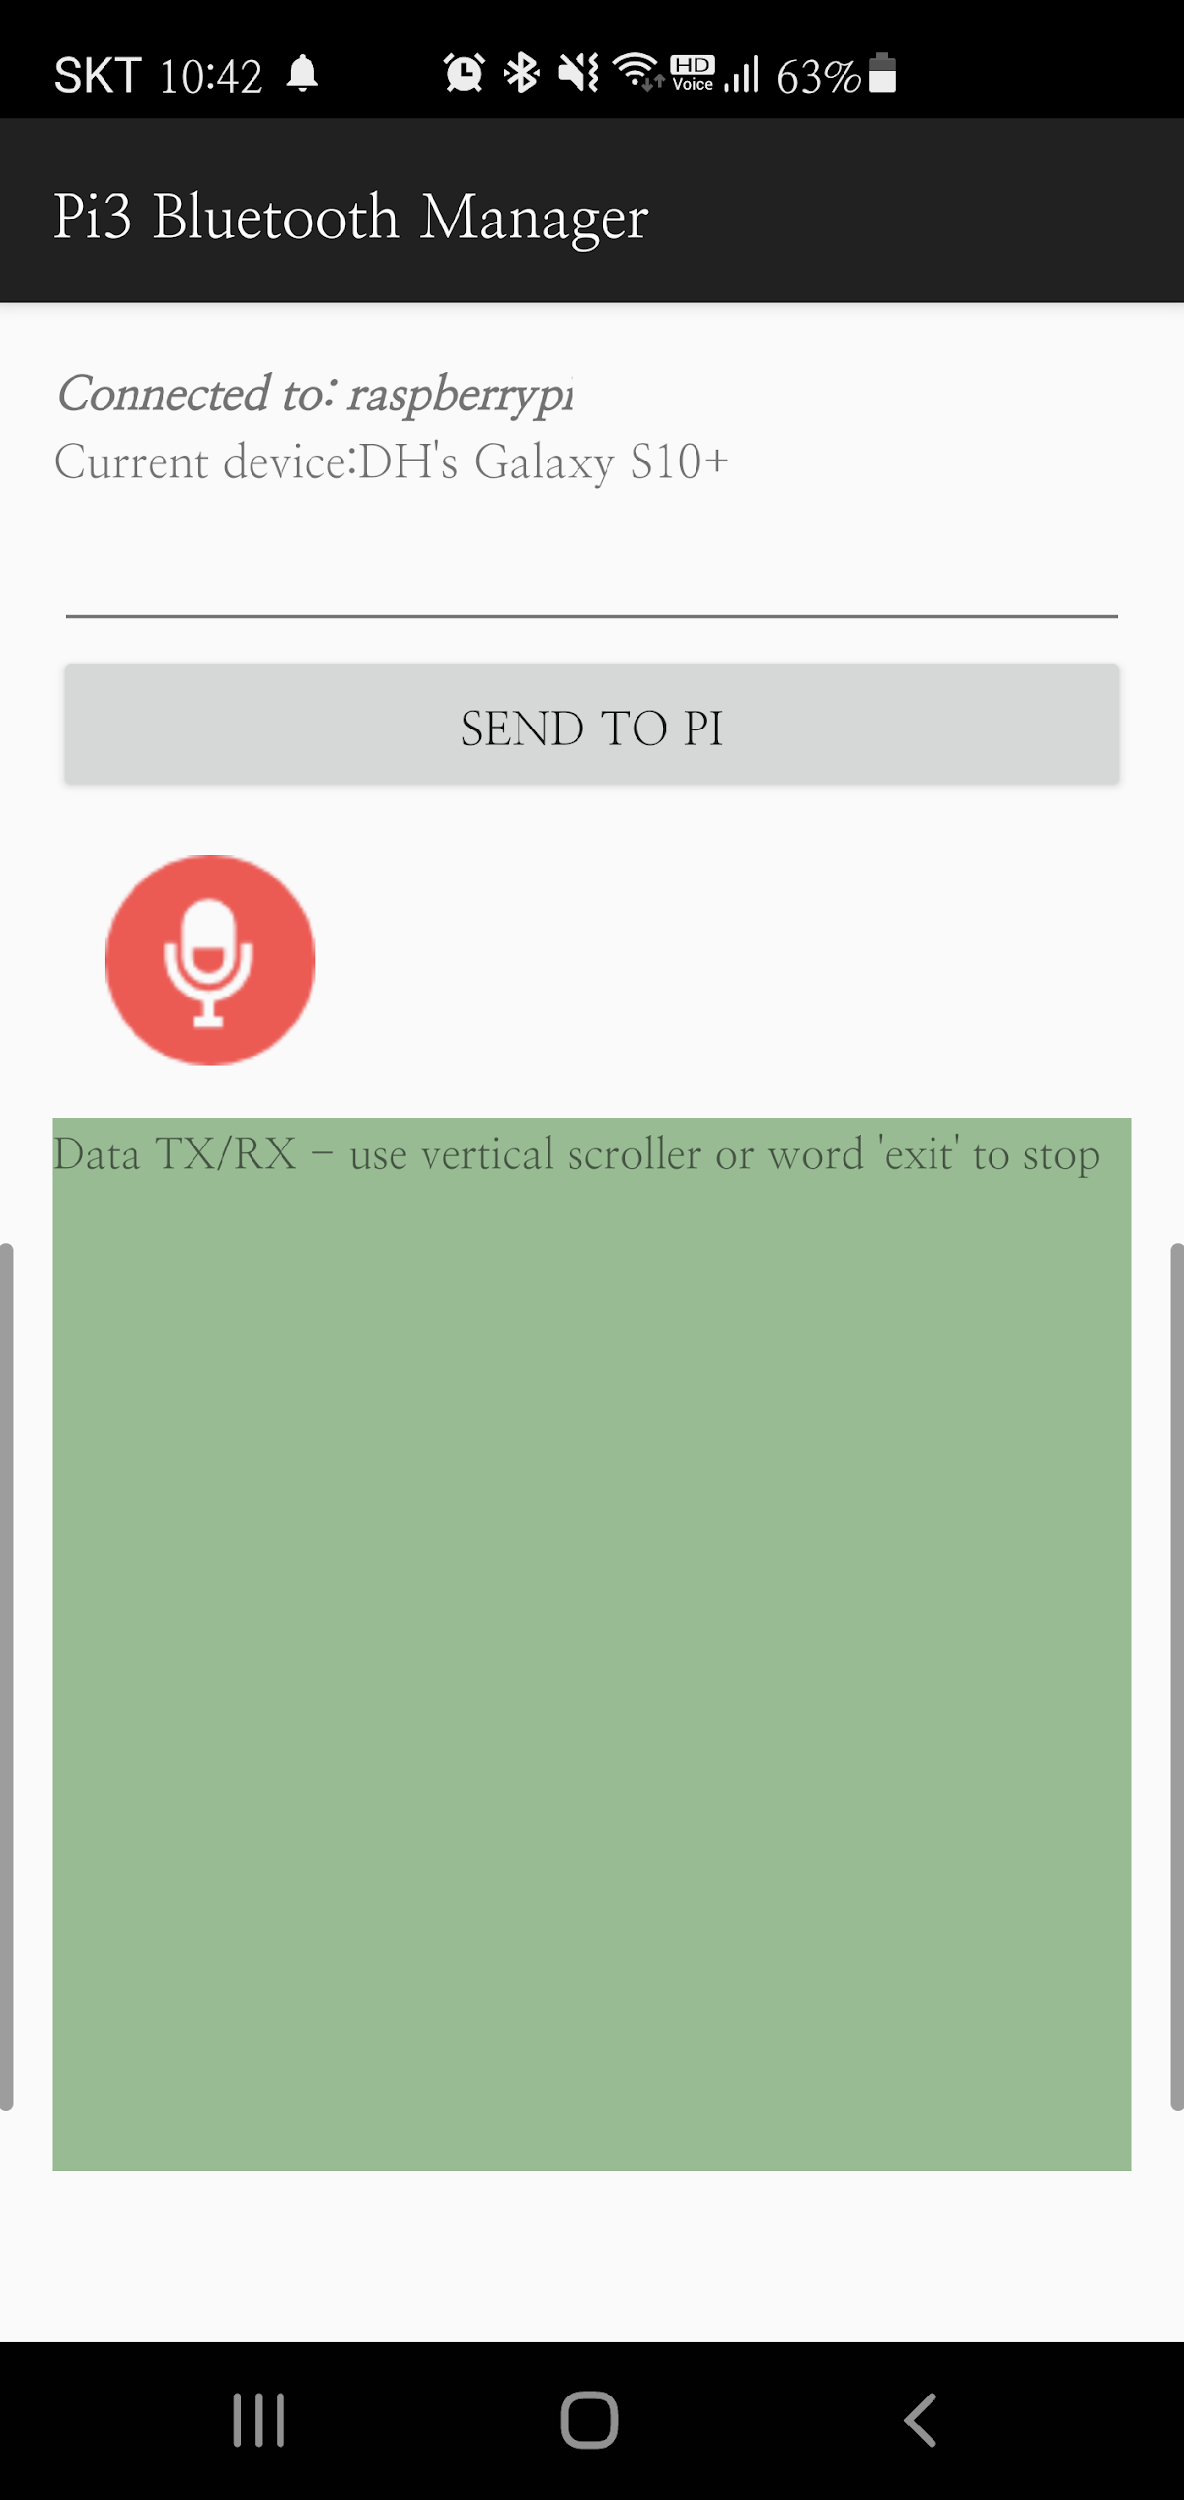 SKT 10:42 HD Voice 63%
Pi3 Bluetooth Manager
Connected to: raspberrypi
Current device:DH's Galaxy S10+
SEND TO PI
Data TX/RX - use vertical scroller or word 'exit' to stop